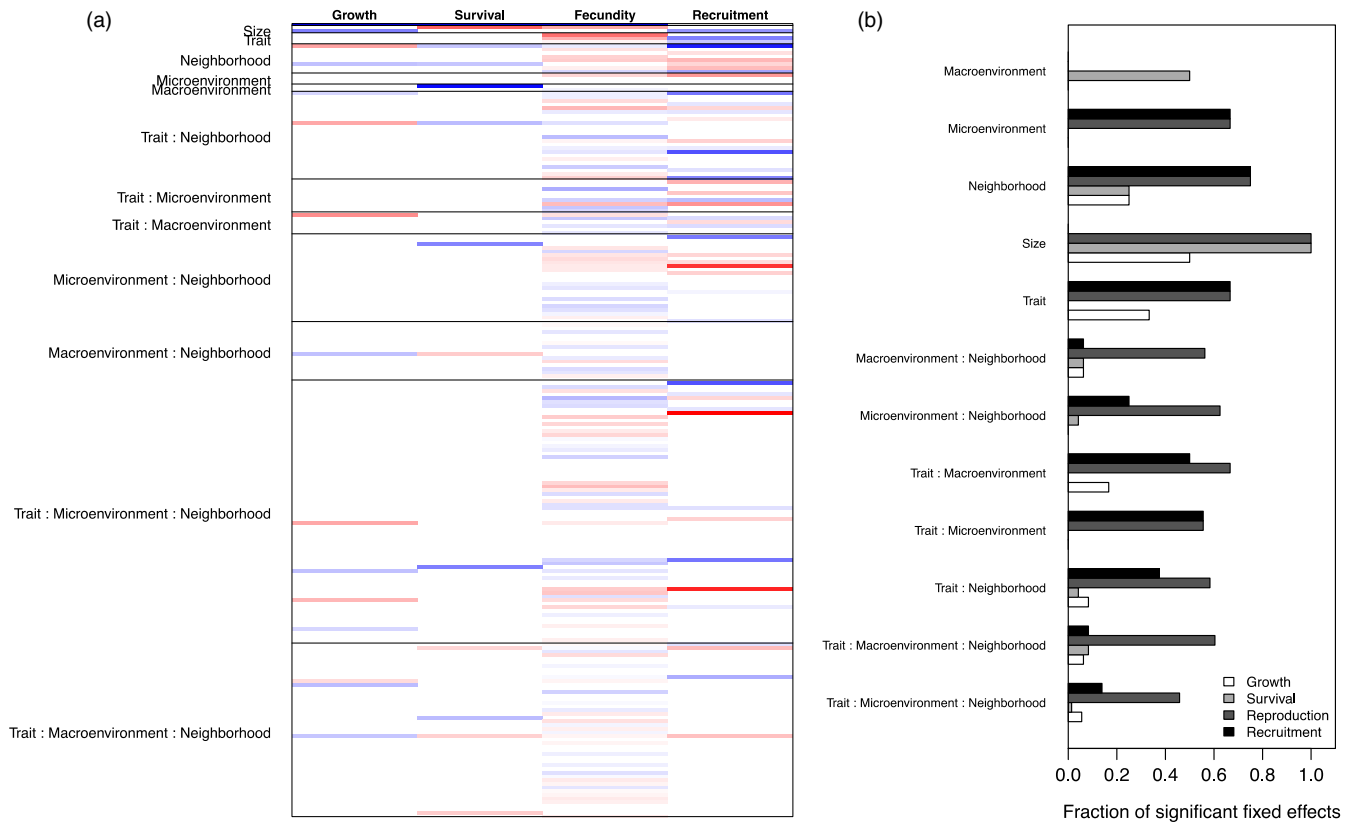 (a)
Growth Survival Fecundity Recruitment
Size
Trait
Neighborhood
Microenvironment
Macroenvironment
Trait : Neighborhood
Trait : Microenvironment
Trait : Macroenvironment
Microenvironment : Neighborhood
Macroenvironment : Neighborhood
Trait : Microenvironment : Neighborhood
Trait : Macroenvironment : Neighborhood
(b)
Macroenvironment
Microenvironment
Neighborhood
Size
Trait
Macroenvironment : Neighborhood
Microenvironment : Neighborhood
Trait : Macroenvironment
Trait : Microenvironment
Trait : Neighborhood
Trait : Macroenvironment : Neighborhood
Trait : Microenvironment : Neighborhood
Growth
Survival
Reproduction
Recruitment
0.0 0.2 0.4 0.6 0.8 1.0
Fraction of significant fixed effects